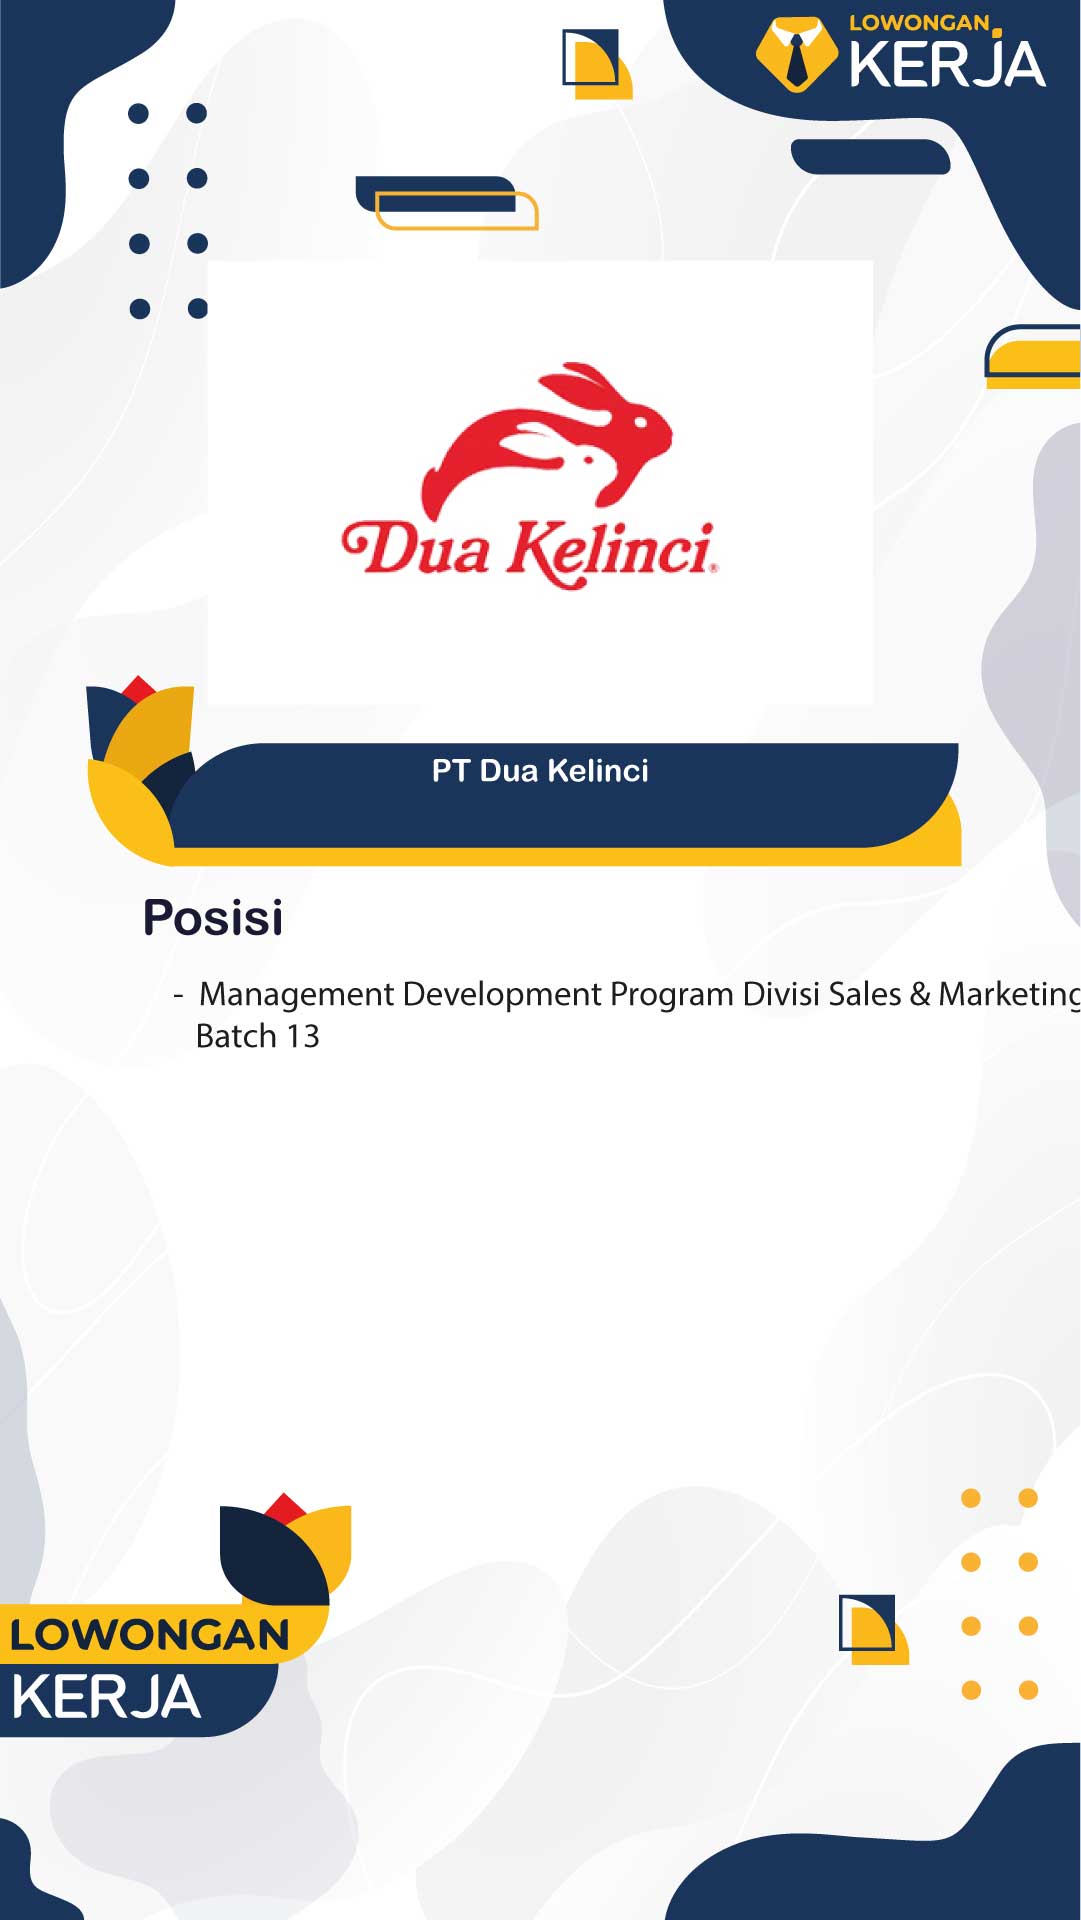 LOWONGAN
KERJA
Dua Kelinci®
PT Dua Kelinci
Posisi
- Management Development Program Divisi Sales & Marketing
Batch 13
LOWONGAN
KERJA